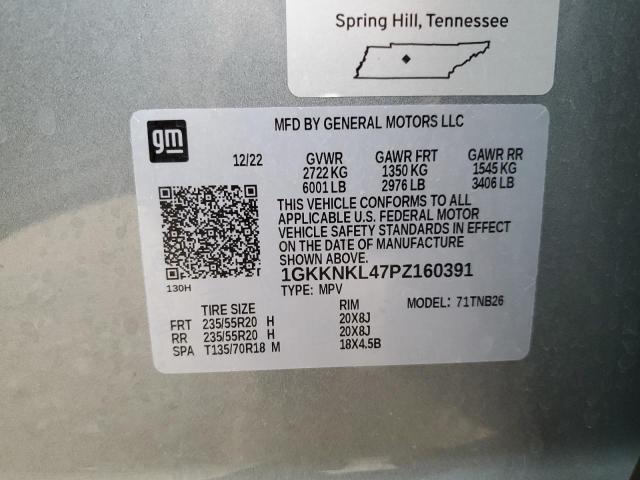 Spring Hill, Tennessee
gm
MFD BY GENERAL MOTORS LLC
12/22 GVWR GAWR FRT GAWR RR
2722 KG 1350 KG 1545 KG
6001 LB 2976 LB 3406 LB
THIS VEHICLE CONFORMS TO ALL
APPLICABLE U.S. FEDERAL MOTOR
VEHICLE SAFETY STANDARDS IN EFFECT
ON THE DATE OF MANUFACTURE
SHOWN ABOVE.
1GKKNKL47PZ160391
130H
TYPE: MPV MODEL: 71TNB26
TIRE SIZE RIM
FRT 235/55R20 H 20X8J
RR 235/55R20 H 20X8J
SPA T135/70R18 M 18X4.5B